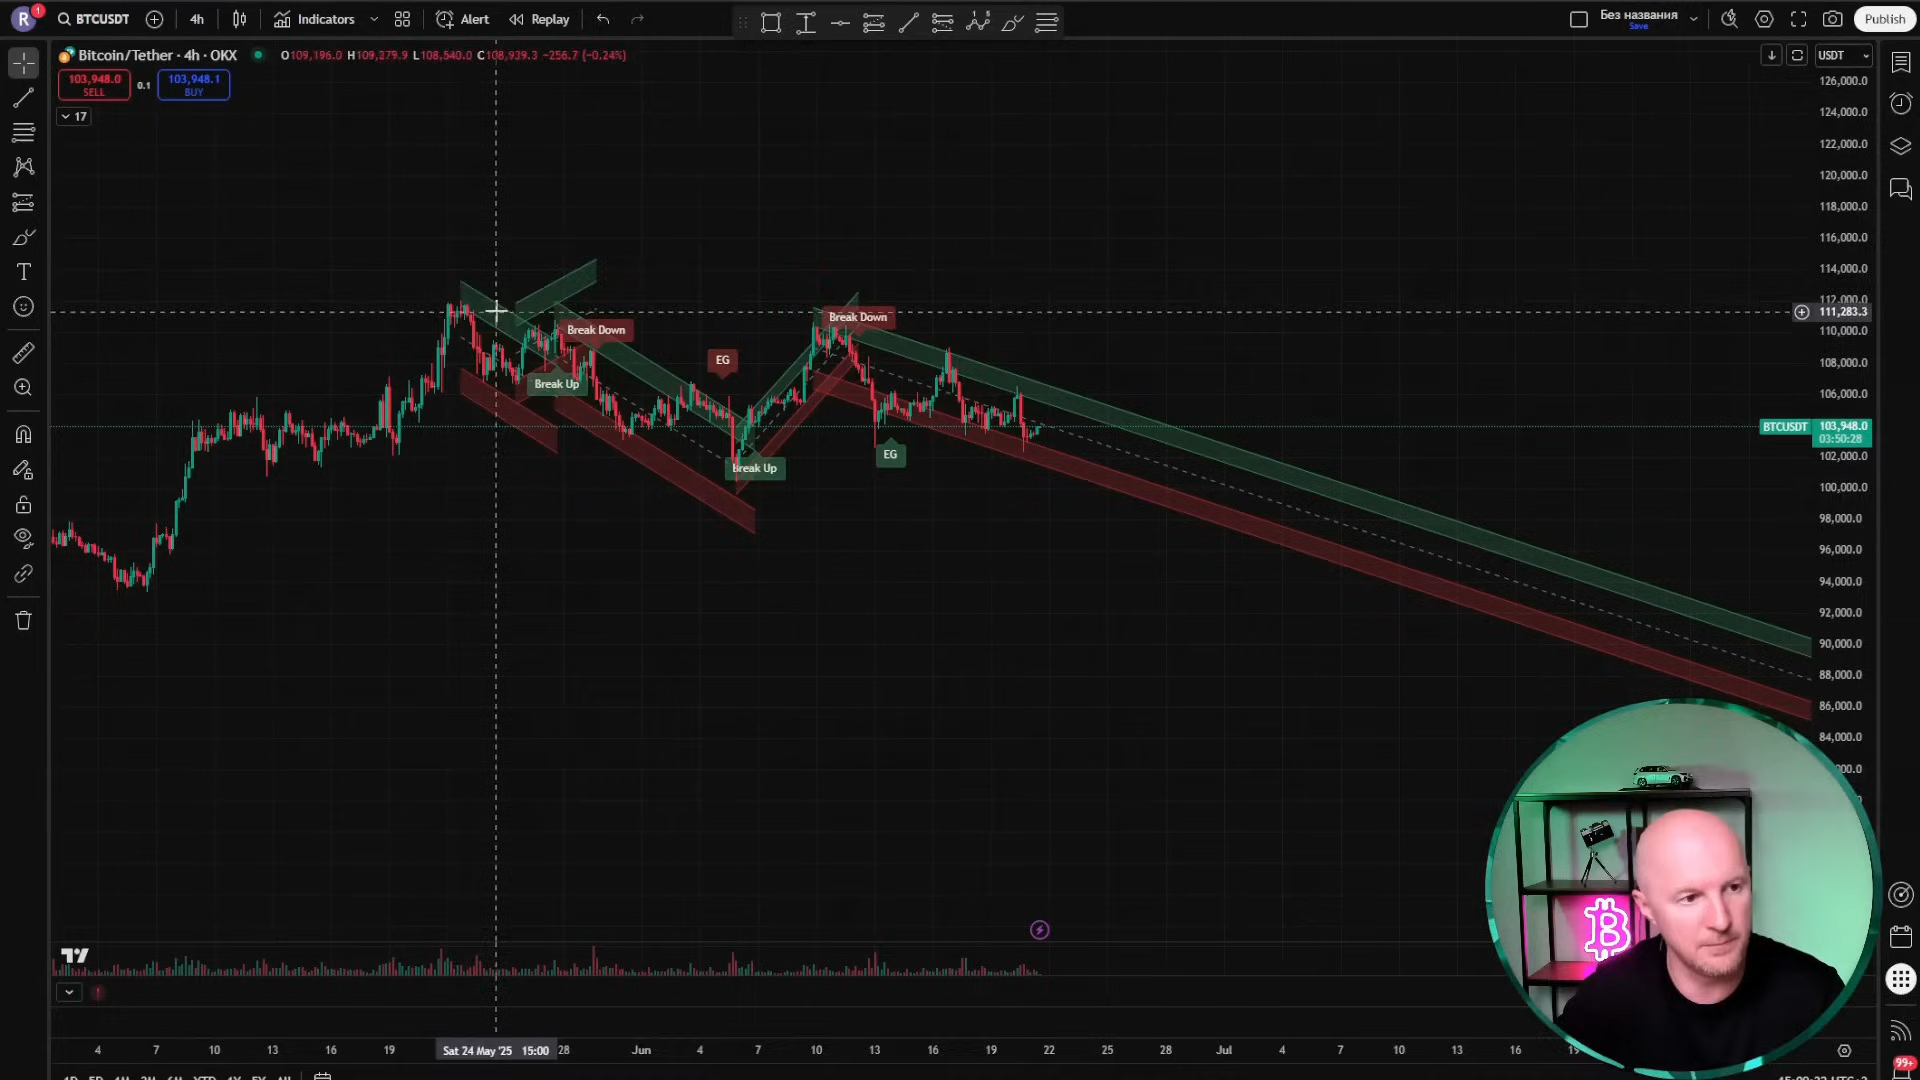 R 1 BTCUSDT 4h Indicators Alert Replay Без названия Save Publish
Bitcoin/Tether · 4h · OKX O109,196.0 H109,279.9 L108,540.0 C108,939.3 −256.7 (−0.24%) USDT
103,948.0 SELL 0.1 103,948.1 BUY
17
126,000.0
124,000.0
122,000.0
120,000.0
118,000.0
116,000.0
114,000.0
112,000.0
111,283.3
110,000.0
108,000.0
106,000.0
BTCUSDT 103,948.0
03:50:28
102,000.0
100,000.0
98,000.0
96,000.0
94,000.0
92,000.0
90,000.0
88,000.0
86,000.0
84,000.0
Break Down
Break Up
EG
Break Up
Break Down
EG
B
4 7 10 13 16 19 Sat 24 May '25 15:00 28 Jun 4 7 10 13 16 19 22 25 28 Jul 4 7 10 13 16
99+